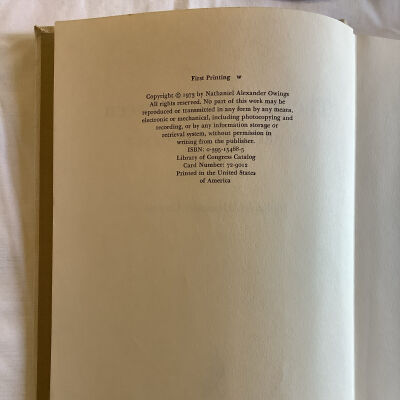 First Printing w
Copyright © 1973 by Nathaniel Alexander Owings
All rights reserved. No part of this work may be
reproduced or transmitted in any form by any means,
electronic or mechanical, including photocopying and
recording, or by any information storage or
retrieval system, without permission in
writing from the publisher.
ISBN: 0-395-15468-5
Library of Congress Catalog
Card Number: 72-9012
Printed in the United States
of America